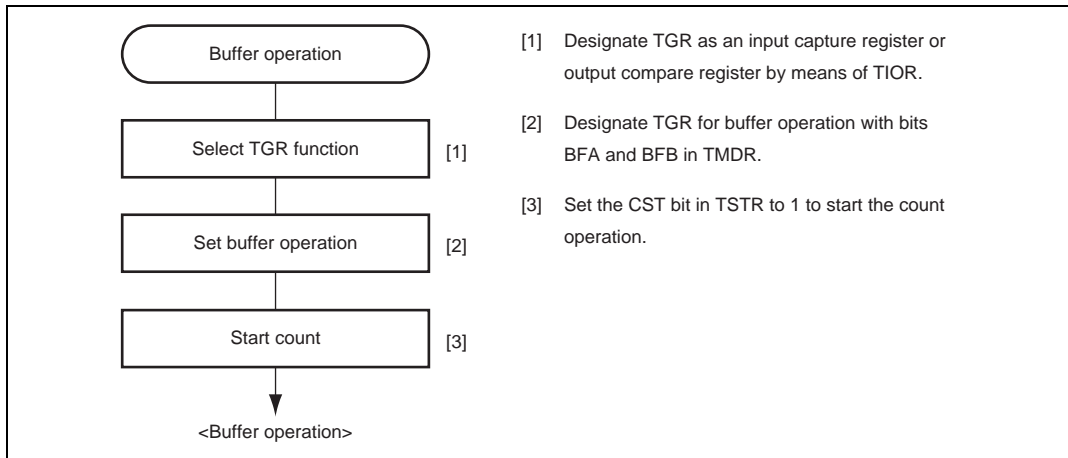 Buffer operation
Select TGR function
[1]
Set buffer operation
[2]
Start count
[3]
<Buffer operation>
[1] Designate TGR as an input capture register or
output compare register by means of TIOR.
[2] Designate TGR for buffer operation with bits
BFA and BFB in TMDR.
[3] Set the CST bit in TSTR to 1 to start the count
operation.